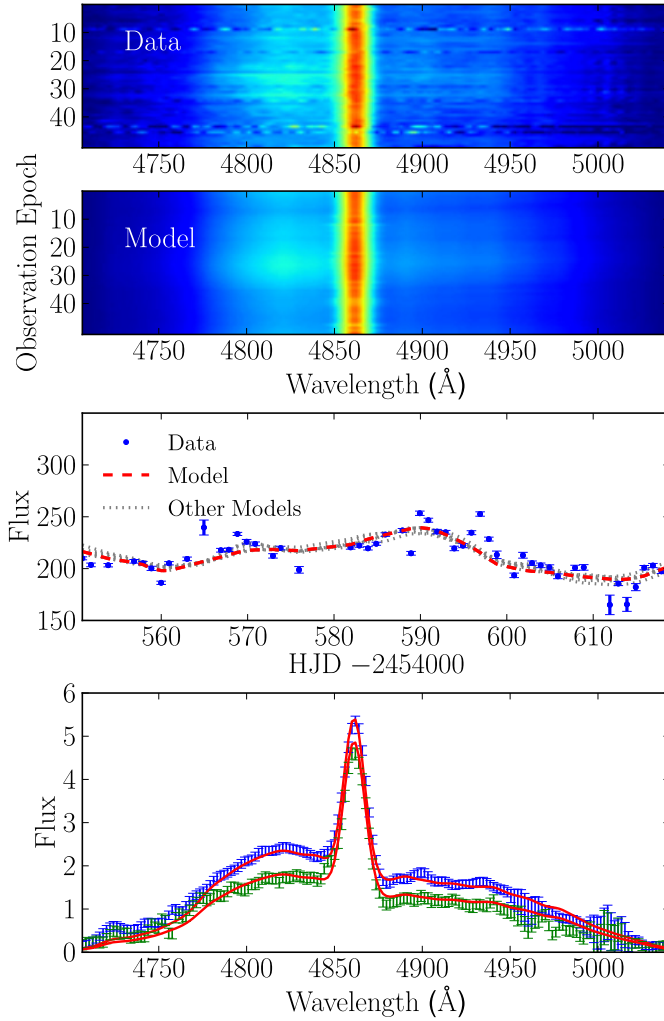 10
20
30
40
Data
4750 4800 4850 4900 4950 5000
Observation Epoch
10
20
30
40
Model
4750 4800 4850 4900 4950 5000
Wavelength (Å)
300
250
200
150
Flux
Data
Model
Other Models
560 570 580 590 600 610
HJD −2454000
6
5
4
3
2
1
0
Flux
4750 4800 4850 4900 4950 5000
Wavelength (Å)